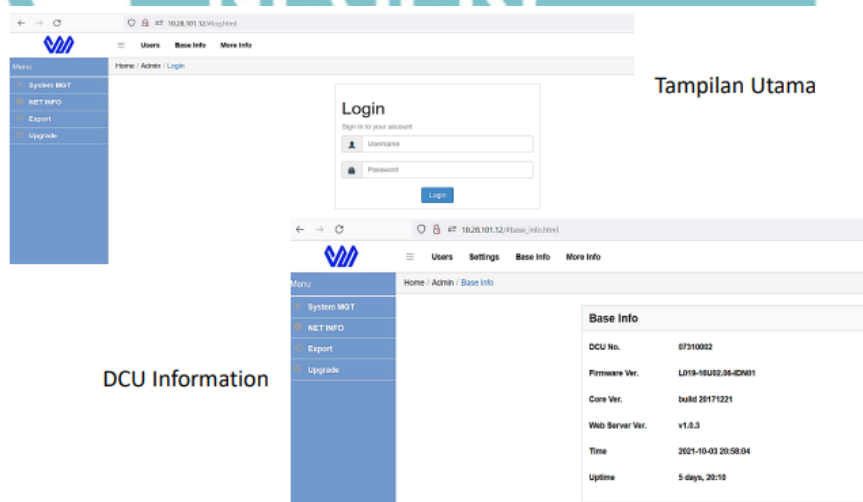 10.28.101.12/#log.html
Users Base Info More Info
Menu
Home / Admin / Login
System MGT
NET INFO
Export
Upgrade
Login
Sign In to your account
Username
Password
Login
Tampilan Utama
10.28.101.12/#base_info.html
Users Settings Base Info More Info
Menu
Home / Admin / Base Info
System MGT
NET INFO
Export
Upgrade
DCU Information
Base Info
DCU No. 07310002
Firmware Ver. L019-16U02.06-IDN01
Core Ver. build 20171221
Web Server Ver. v1.0.3
Time 2021-10-03 20:58:04
Uptime 5 days, 20:10